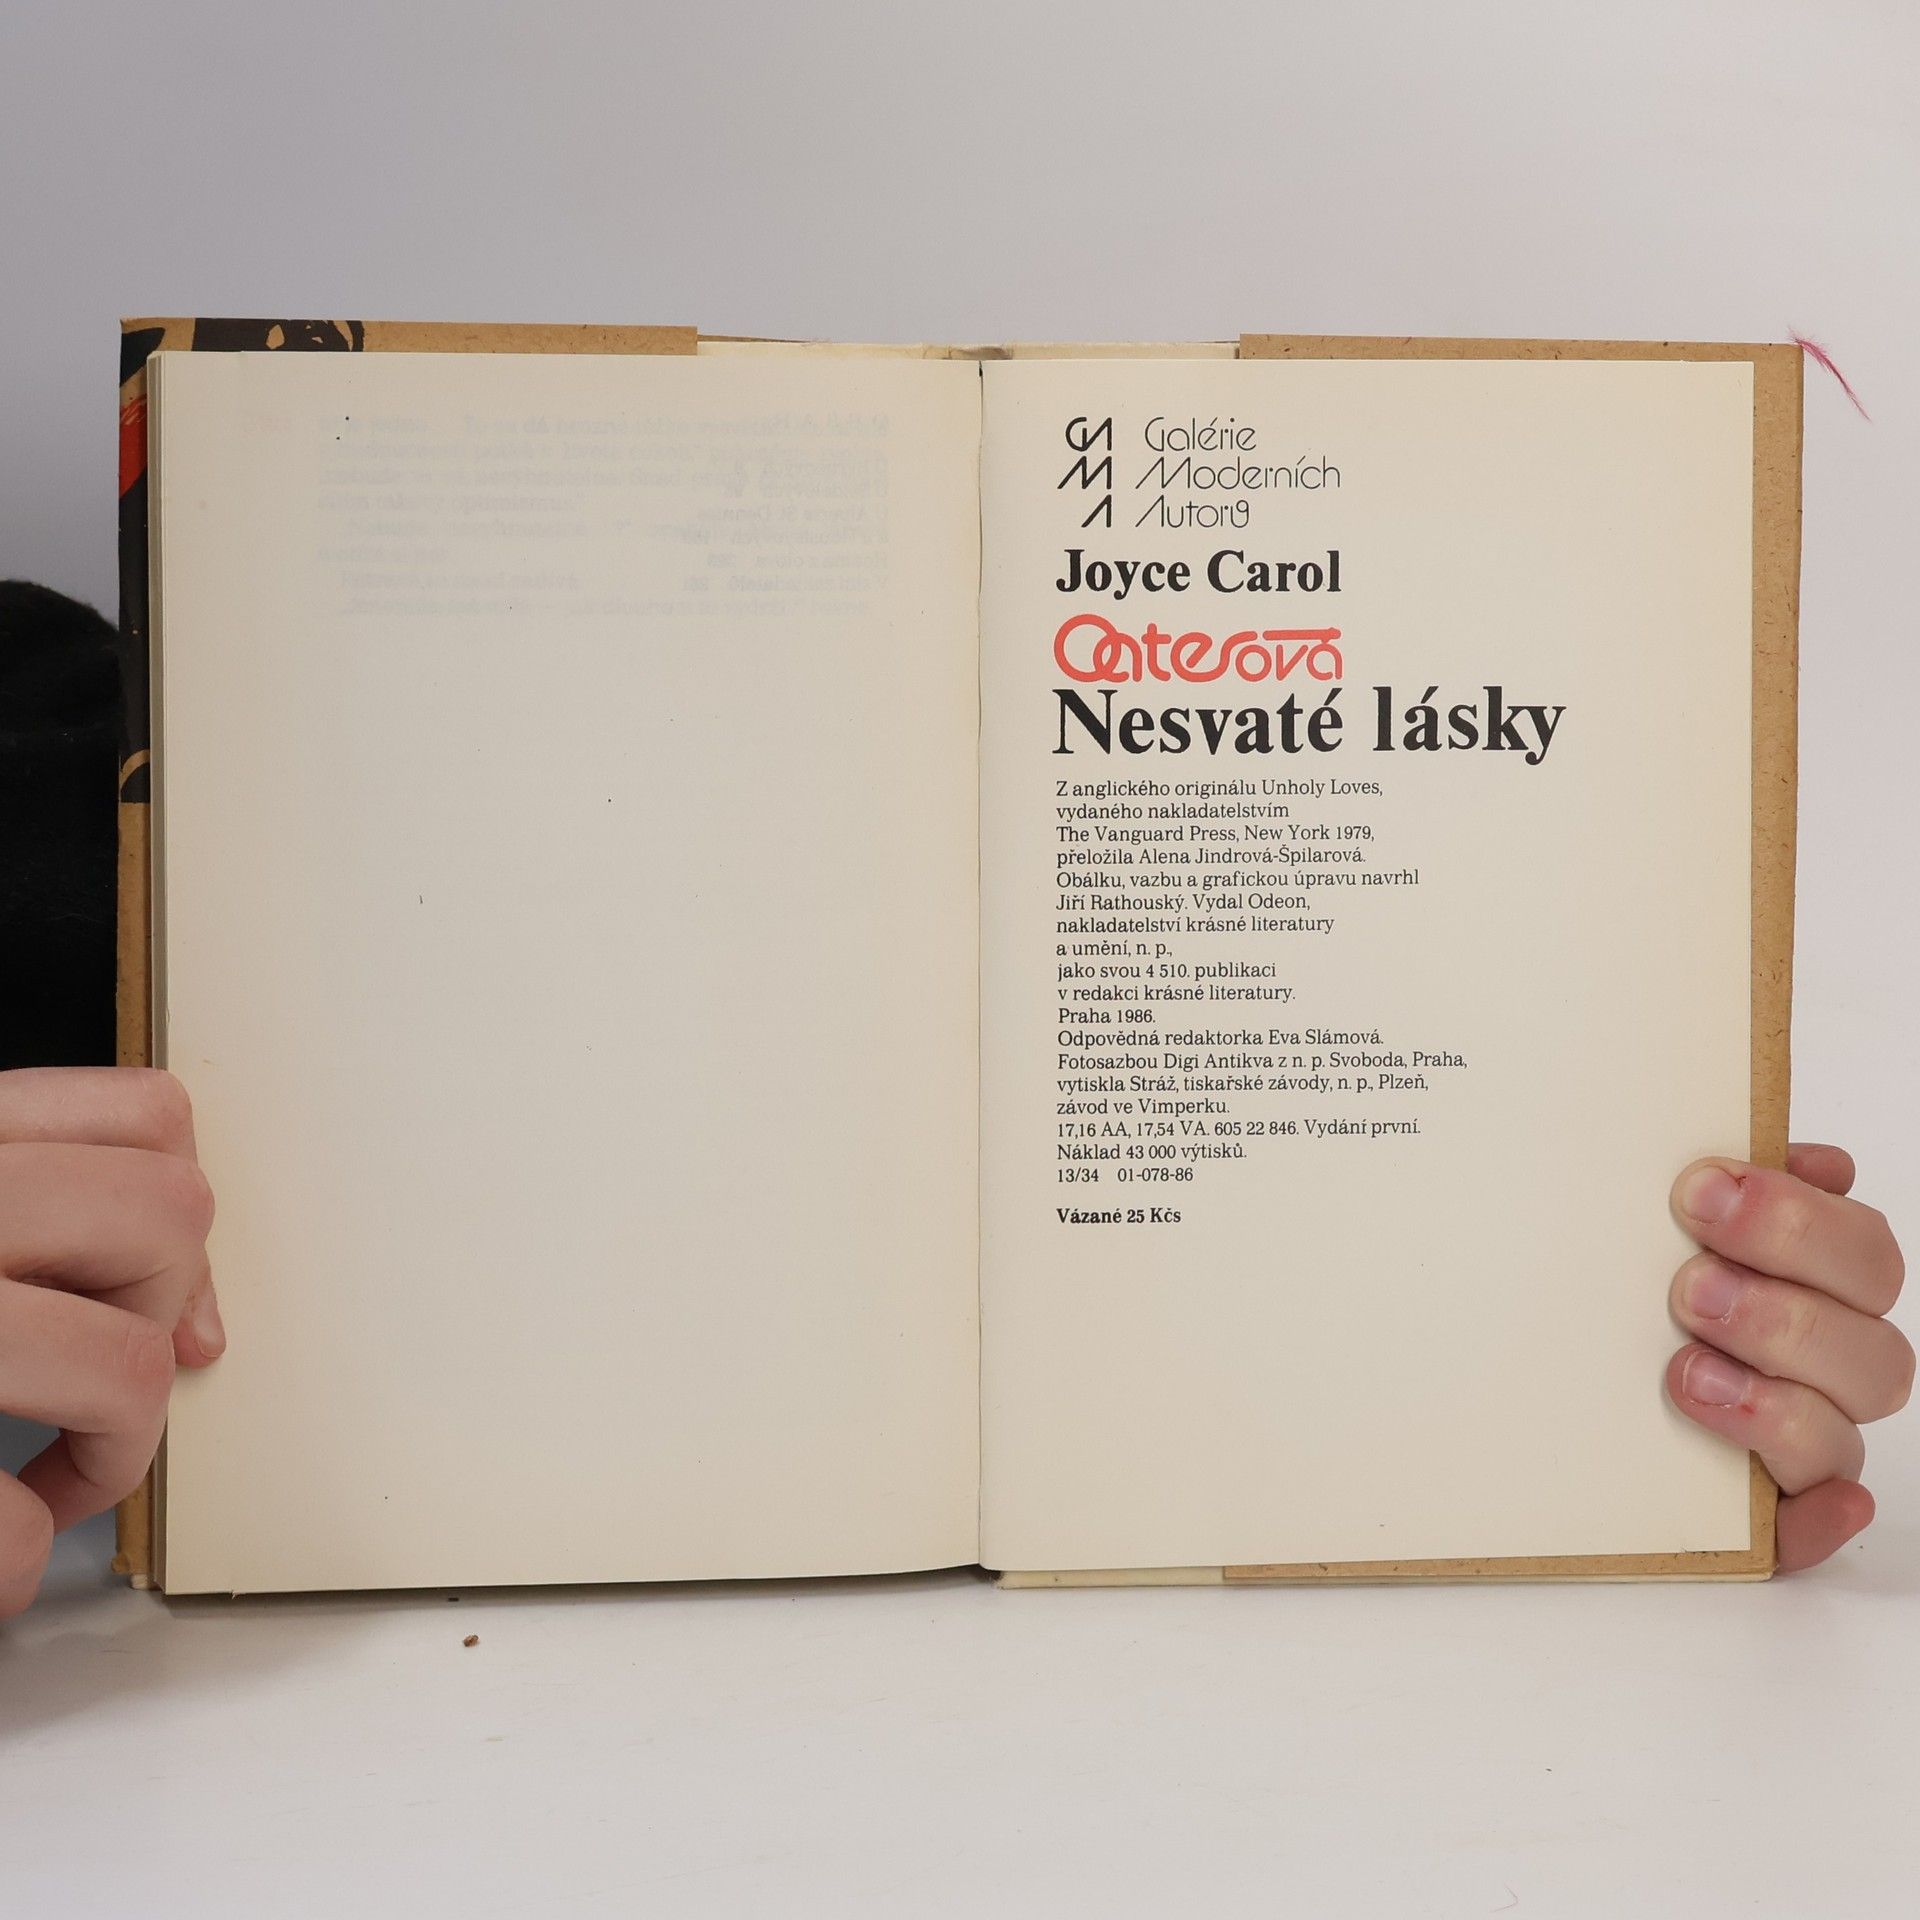 GA Galérie
M Moderních
A Autorů
Joyce Carol
Oatesová
Nesvaté lásky
Z anglického originálu Unholy Loves,
vydaného nakladatelstvím
The Vanguard Press, New York 1979,
přeložila Alena Jindrová-Špilarová.
Obálku, vazbu a grafickou úpravu navrhl
Jiří Rathouský. Vydal Odeon,
nakladatelství krásné literatury
a umění, n. p.,
jako svou 4 510. publikaci
v redakci krásné literatury.
Praha 1986.
Odpovědná redaktorka Eva Slámová.
Fotosazbou Digi Antikva z n. p. Svoboda, Praha,
vytiskla Stráž, tiskařské závody, n. p., Plzeň,
závod ve Vimperku.
17,16 AA, 17,54 VA. 605 22 846. Vydání první.
Náklad 43 000 výtisků.
13/34 01-078-86
Vázané 25 Kčs